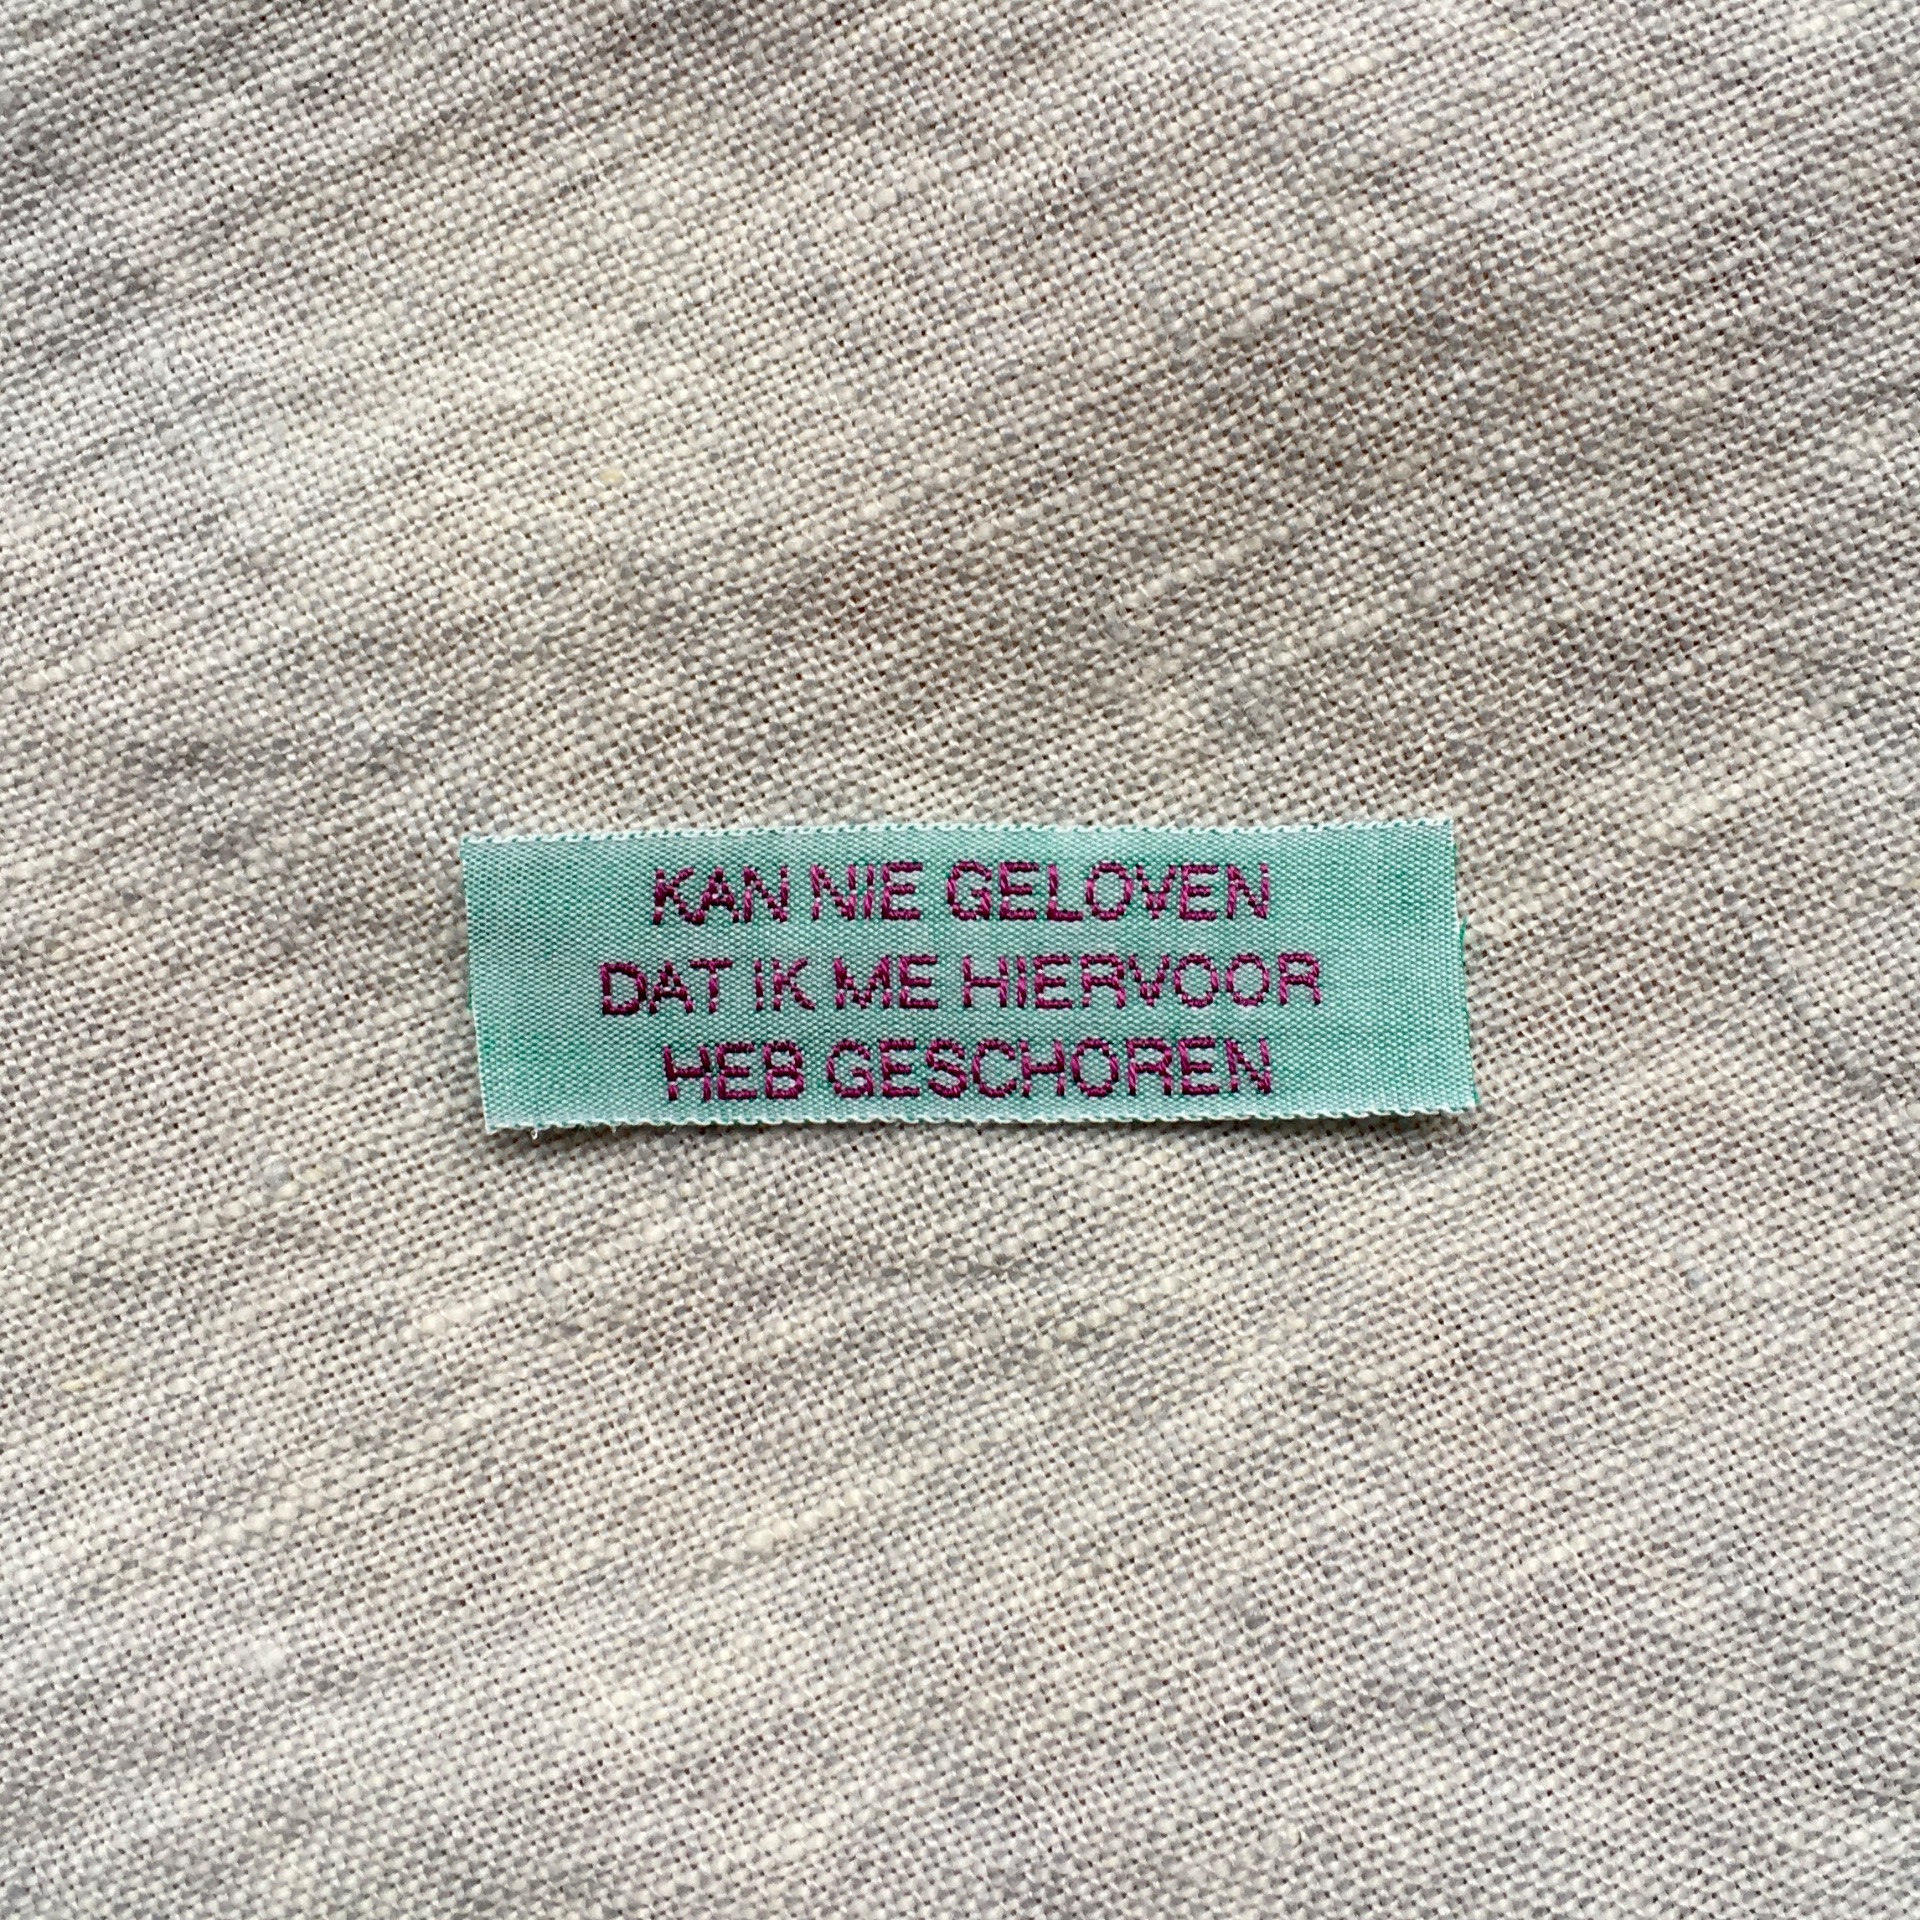 KAN NIE GELOVEN
DAT IK ME HIERVOOR
HEB GESCHOREN